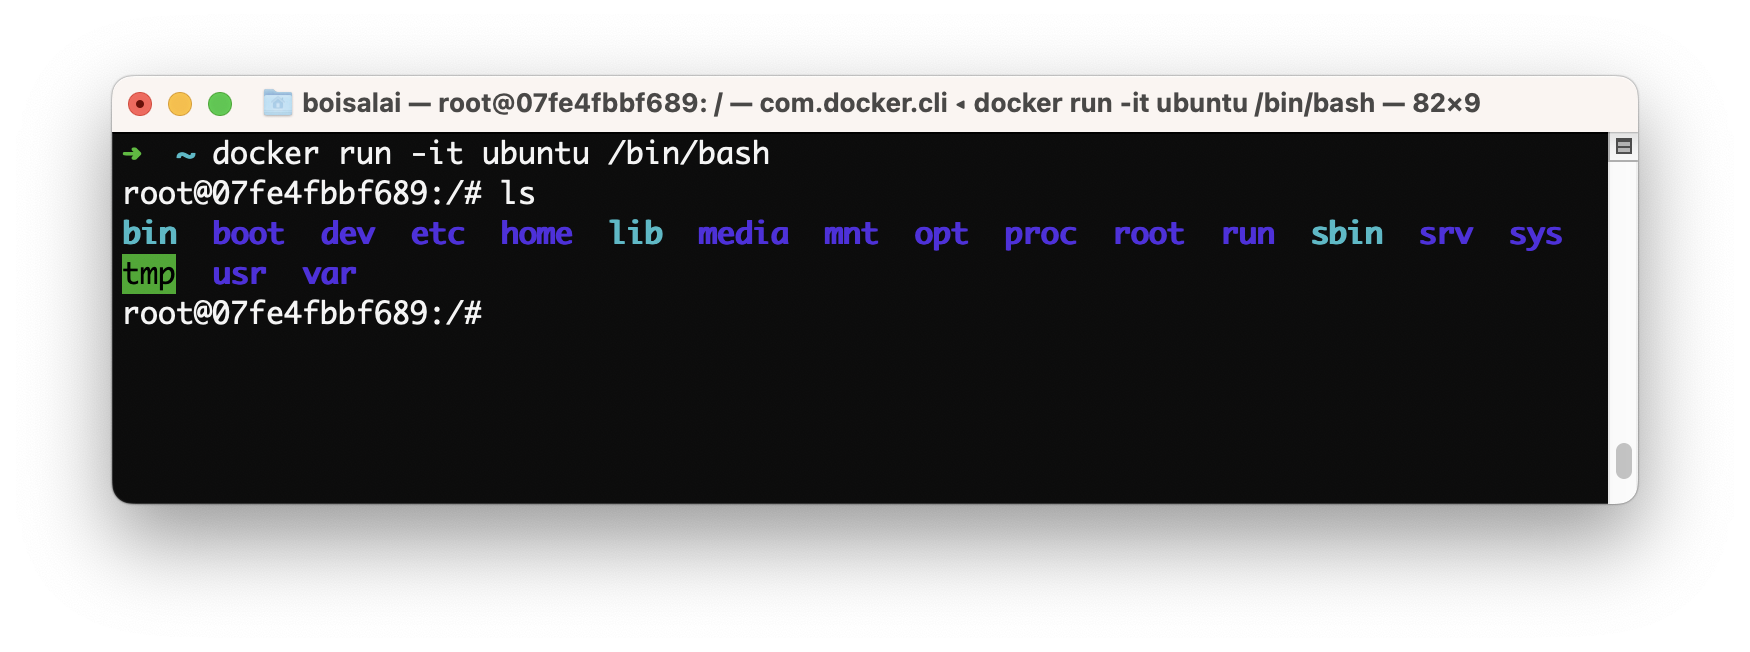 boisalai — root@07fe4fbbf689: / — com.docker.cli ◂ docker run -it ubuntu /bin/bash — 82×9
➜  ~ docker run -it ubuntu /bin/bash
root@07fe4fbbf689:/# ls
bin  boot  dev  etc  home  lib  media  mnt  opt  proc  root  run  sbin  srv  sys
tmp  usr  var
root@07fe4fbbf689:/#